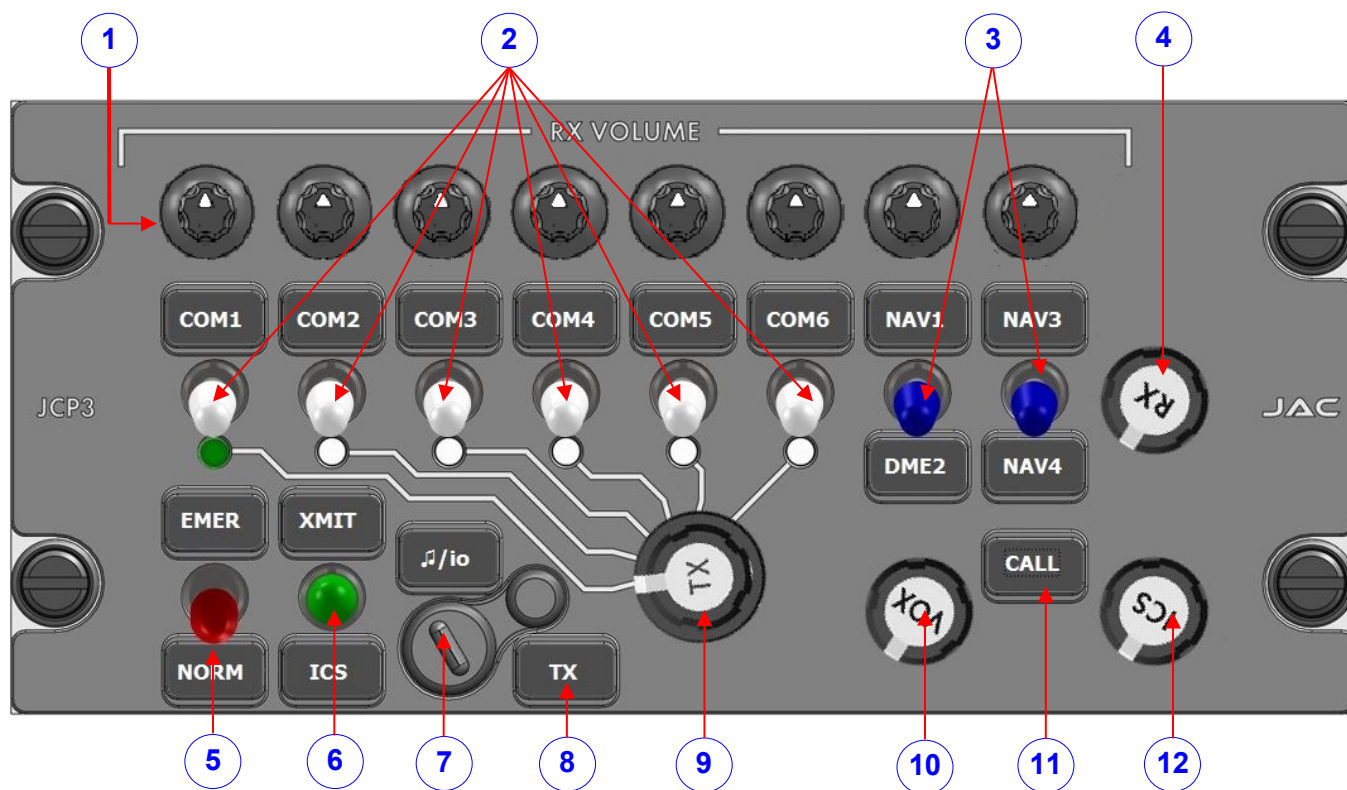 1 2 3 4
RX VOLUME
COM1 COM2 COM3 COM4 COM5 COM6 NAV1 NAV3
JCP3 RX JAC
DME2 NAV4
EMER XMIT ♫/io TX CALL
VOX ICS
NORM ICS TX
5 6 7 8 9 10 11 12